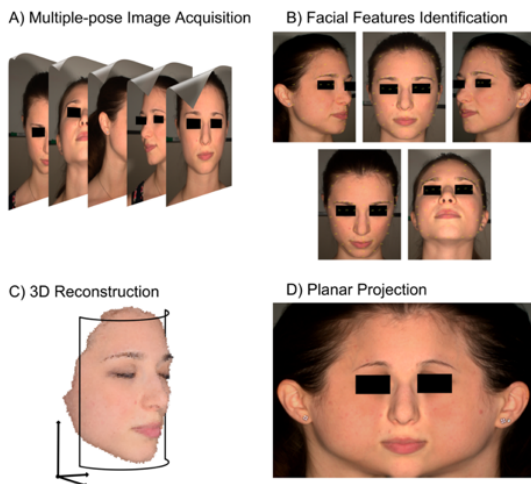 A) Multiple-pose Image Acquisition
B) Facial Features Identification
C) 3D Reconstruction
D) Planar Projection